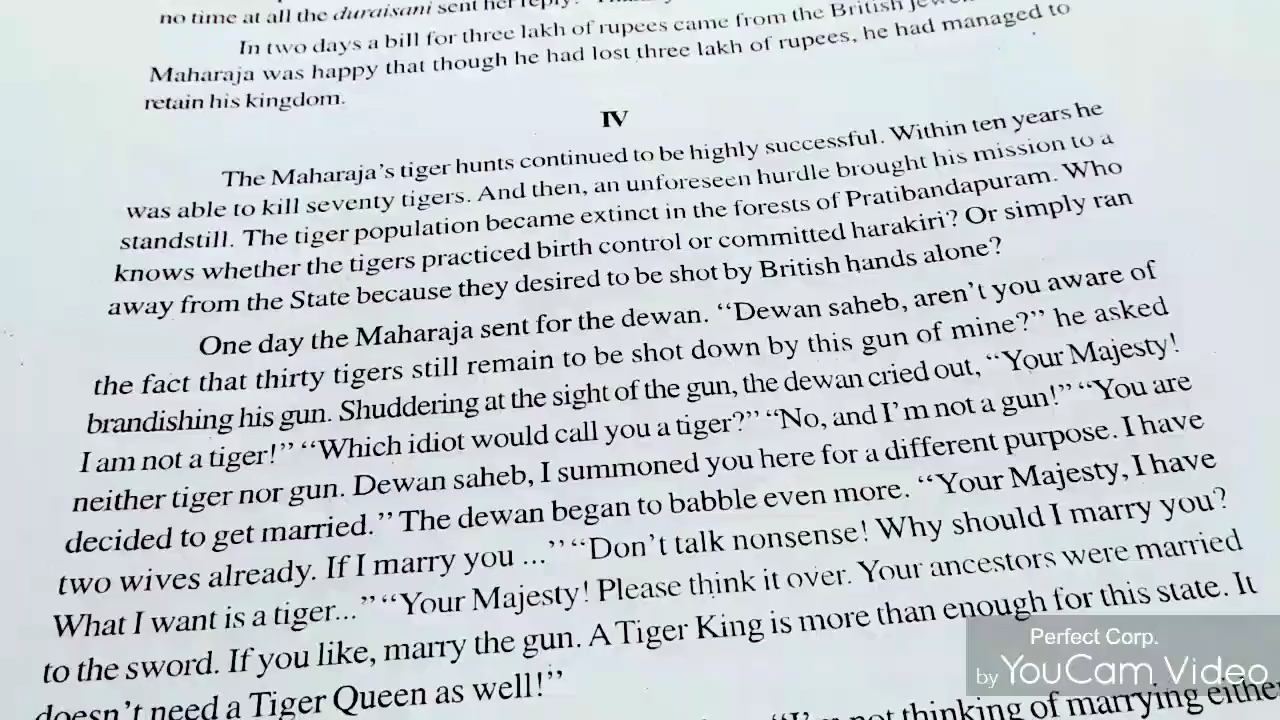 no time at all the duraisani sent her reply.
In two days a bill for three lakh of rupees came from the British
Maharaja was happy that though he had lost three lakh of rupees, he had managed to
retain his kingdom.
IV
The Maharaja's tiger hunts continued to be highly successful. Within ten years he
was able to kill seventy tigers. And then, an unforeseen hurdle brought his mission to a
standstill. The tiger population became extinct in the forests of Pratibandapuram. Who
knows whether the tigers practiced birth control or committed harakiri? Or simply ran
away from the State because they desired to be shot by British hands alone?
One day the Maharaja sent for the dewan. “Dewan saheb, aren't you aware of
the fact that thirty tigers still remain to be shot down by this gun of mine?” he asked
brandishing his gun. Shuddering at the sight of the gun, the dewan cried out, “Your Majesty!
I am not a tiger!” “Which idiot would call you a tiger?” “No, and I'm not a gun!” “You are
neither tiger nor gun. Dewan saheb, I summoned you here for a different purpose. I have
decided to get married.” The dewan began to babble even more. “Your Majesty, I have
two wives already. If I marry you ...” “Don't talk nonsense! Why should I marry you?
What I want is a tiger...” “Your Majesty! Please think it over. Your ancestors were married
to the sword. If you like, marry the gun. A Tiger King is more than enough for this state. It
doesn't need a Tiger Queen as well!”
“I'm not thinking of marrying either
Perfect Corp.
by YouCam Video